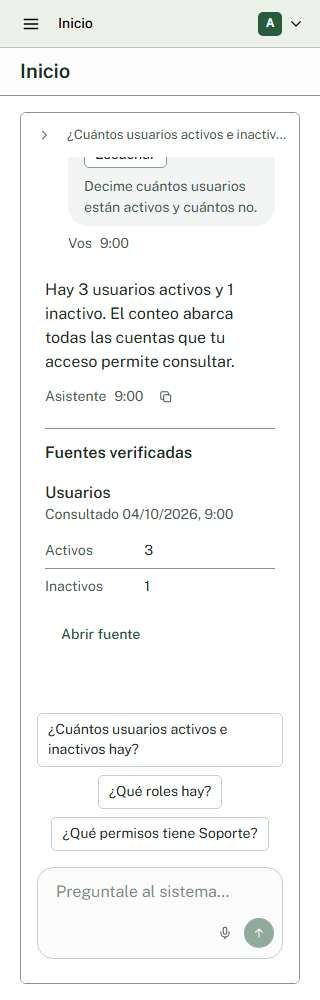 Inicio
A
Inicio
¿Cuántos usuarios activos e inactiv...
Decime cuántos usuarios
están activos y cuántos no.
Vos 9:00
Hay 3 usuarios activos y 1
inactivo. El conteo abarca
todas las cuentas que tu
acceso permite consultar.
Asistente 9:00
Fuentes verificadas
Usuarios
Consultado 04/10/2026, 9:00
Activos 3
Inactivos 1
Abrir fuente
¿Cuántos usuarios activos e
inactivos hay?
¿Qué roles hay?
¿Qué permisos tiene Soporte?
Preguntale al sistema...